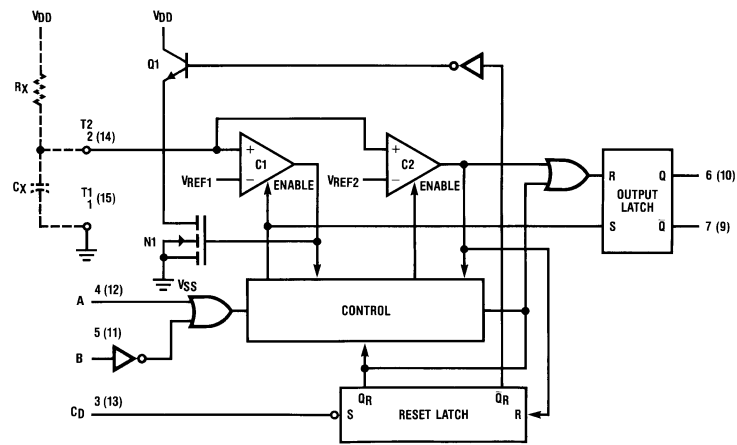 VDD
VDD
Q1
RX
T2
2 (14)
+
C1
−
VREF1
ENABLE
+
C2
−
VREF2
ENABLE
R
Q
6 (10)
OUTPUT
LATCH
S
Q̄
7 (9)
CX
T1
1 (15)
N1
VSS
A
4 (12)
CONTROL
5 (11)
B
CD
3 (13)
S
QR
Q̄R
RESET LATCH
R